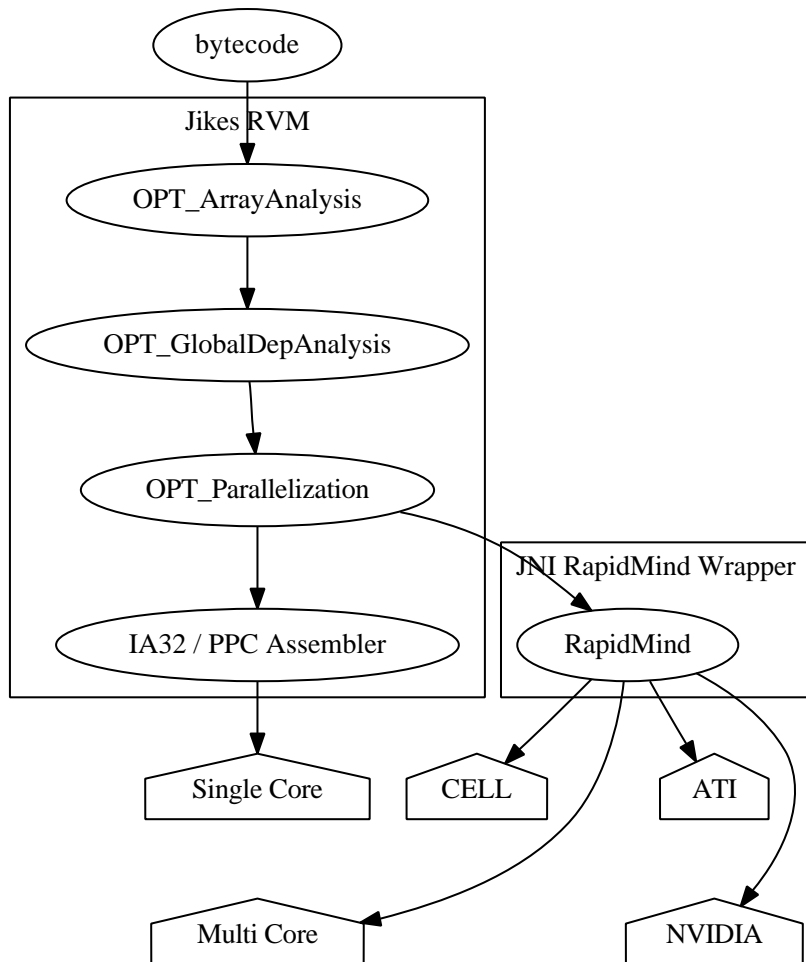 bytecode
Jikes RVM
OPT_ArrayAnalysis
OPT_GlobalDepAnalysis
OPT_Parallelization
JNI RapidMind Wrapper
IA32 / PPC Assembler
RapidMind
Single Core
CELL
ATI
Multi Core
NVIDIA